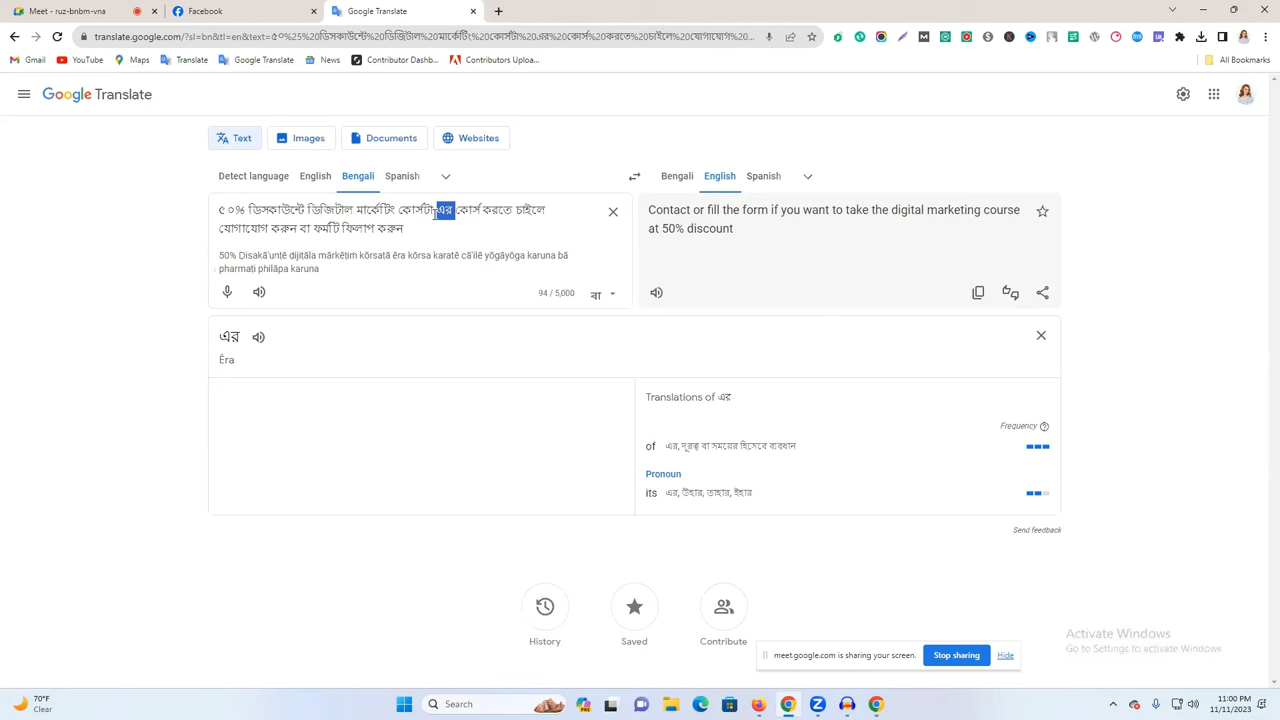 Meet - ruz-bnbm-vna
Facebook
Google Translate
translate.google.com/?sl=bn&tl=en&text=৫০%25%20ডিসকাউন্টে%20ডিজিটাল%20মার্কেটিং%20কোর্সটা%20এর%20কোর্স%20করতে%20চাইলে%20যোগাযোগ%20...
Gmail YouTube Maps Translate Google Translate News Contributor Dashb... Contributors Uploa... All Bookmarks
Google Translate
Text Images Documents Websites
Detect language English Bengali Spanish Bengali English Spanish
৫০% ডিসকাউন্টে ডিজিটাল মার্কেটিং কোর্সটা এর কোর্স করতে চাইলে
যোগাযোগ করুন বা ফর্মটি ফিলাপ করুন
50% Ḍisakā'unṭē ḍijiṭāla mārkēṭiṁ kōrsaṭā ēra kōrsa karatē cā'ilē yōgāyōga karuna bā
pharmaṭi philāpa karuna
94 / 5,000 বা
Contact or fill the form if you want to take the digital marketing course
at 50% discount
এর
Ēra
Translations of এর
Frequency
of এর, দূরত্ব বা সময়ের হিসেবে ব্যবধান
Pronoun
its এর, উহার, তাহার, ইহার
Send feedback
History Saved Contribute
meet.google.com is sharing your screen. Stop sharing Hide
Activate Windows
Go to Settings to activate Windows.
70°F
Clear
Search
11:00 PM
11/11/2023